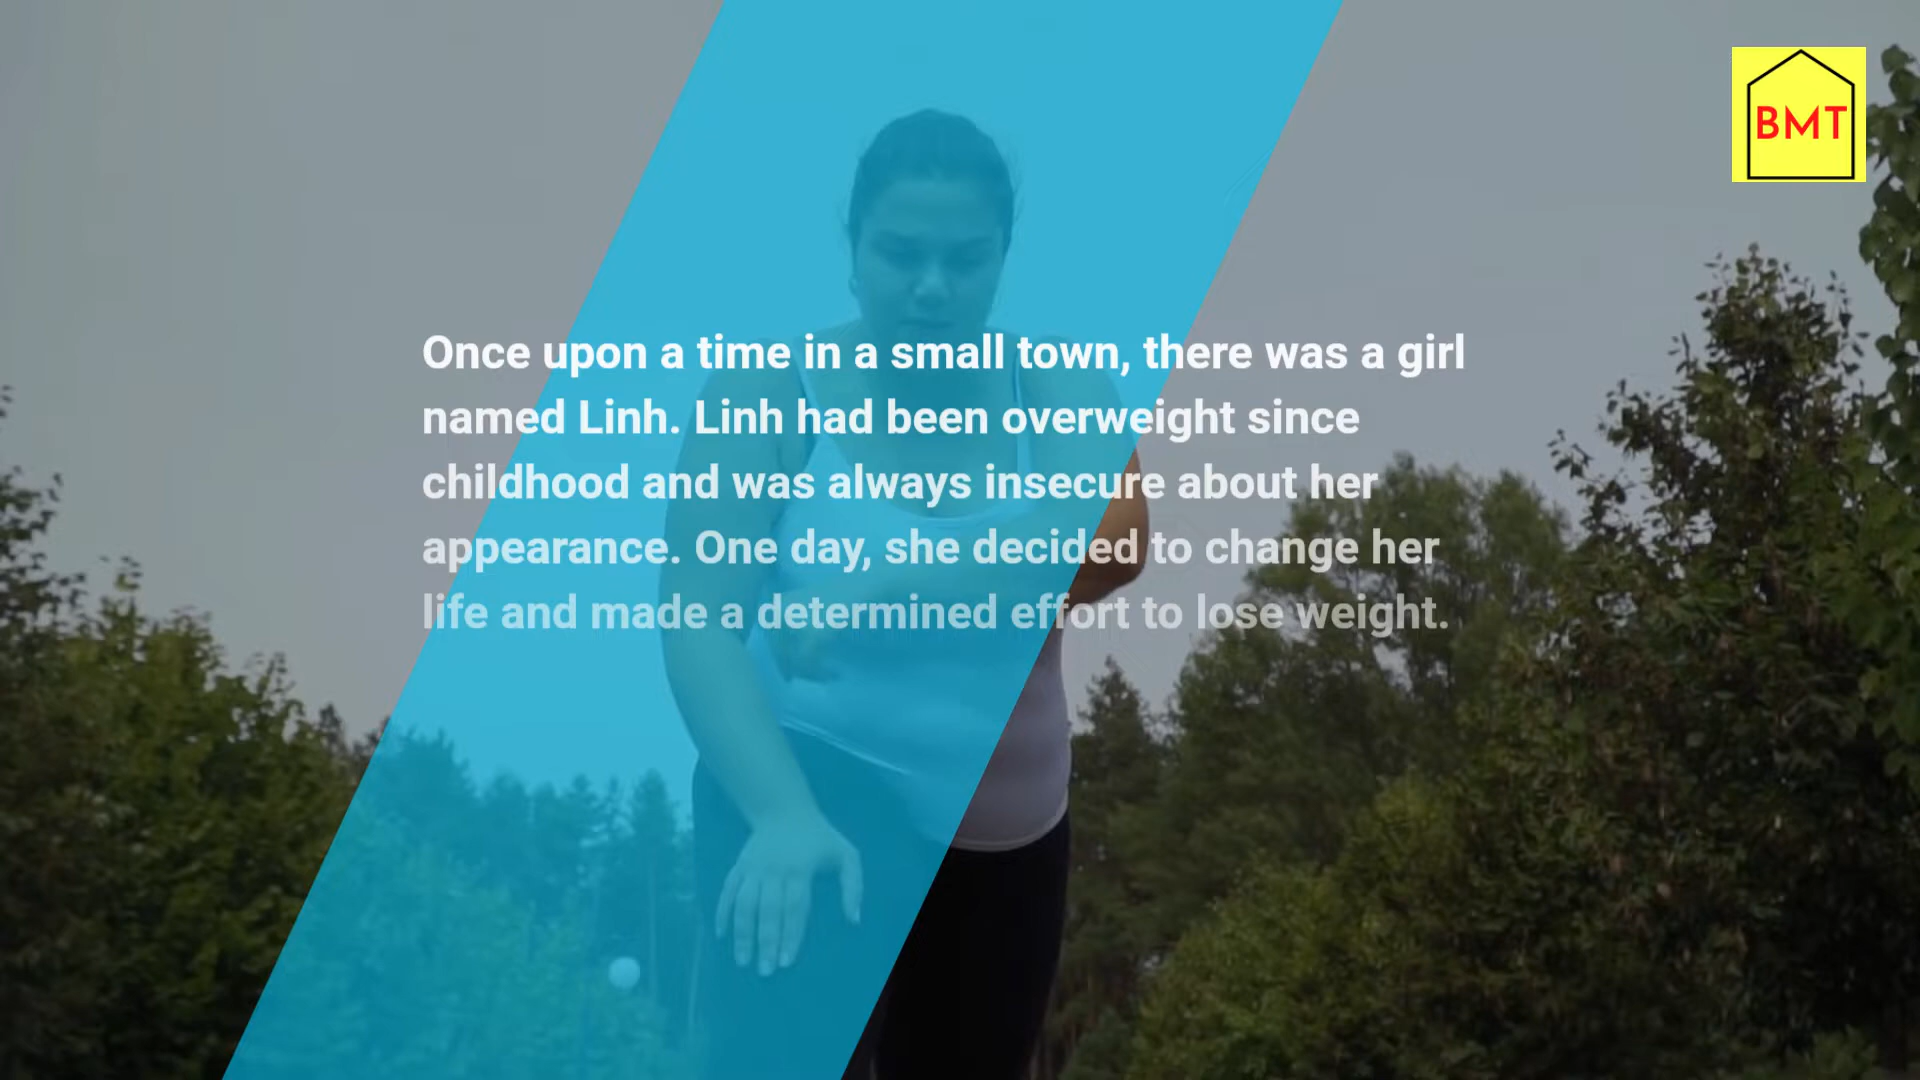 BMT
Once upon a time in a small town, there was a girl
named Linh. Linh had been overweight since
childhood and was always insecure about her
appearance. One day, she decided to change her
life and made a determined effort to lose weight.